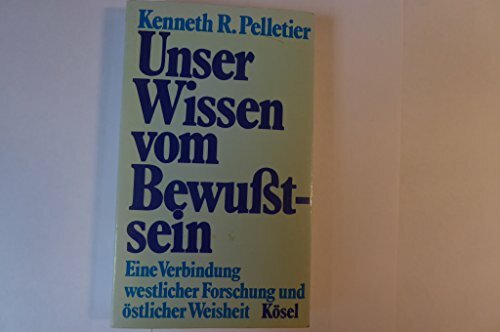 Kenneth R. Pelletier
Unser
Wissen
vom
Bewußt-
sein
Eine Verbindung
westlicher Forschung und
östlicher Weisheit Kösel